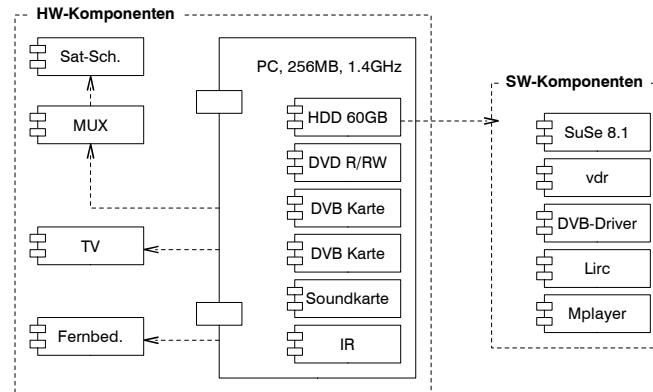 HW-Komponenten
Sat-Sch.
MUX
TV
Fernbed.
PC, 256MB, 1.4GHz
HDD 60GB
DVD R/RW
DVB Karte
DVB Karte
Soundkarte
IR
SW-Komponenten
SuSe 8.1
vdr
DVB-Driver
Lirc
Mplayer